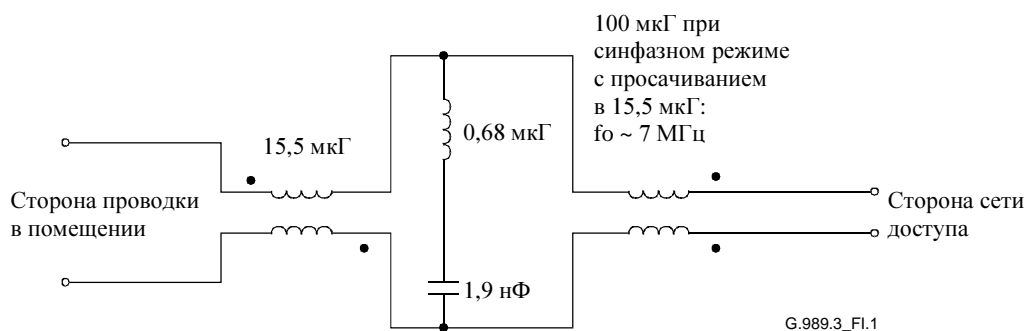 100 мкГ при
синфазном режиме
с просачиванием
в 15,5 мкГ:
fo ~ 7 МГц
15,5 мкГ
0,68 мкГ
Сторона проводки
в помещении
Сторона сети
доступа
1,9 нФ
G.989.3_FI.1